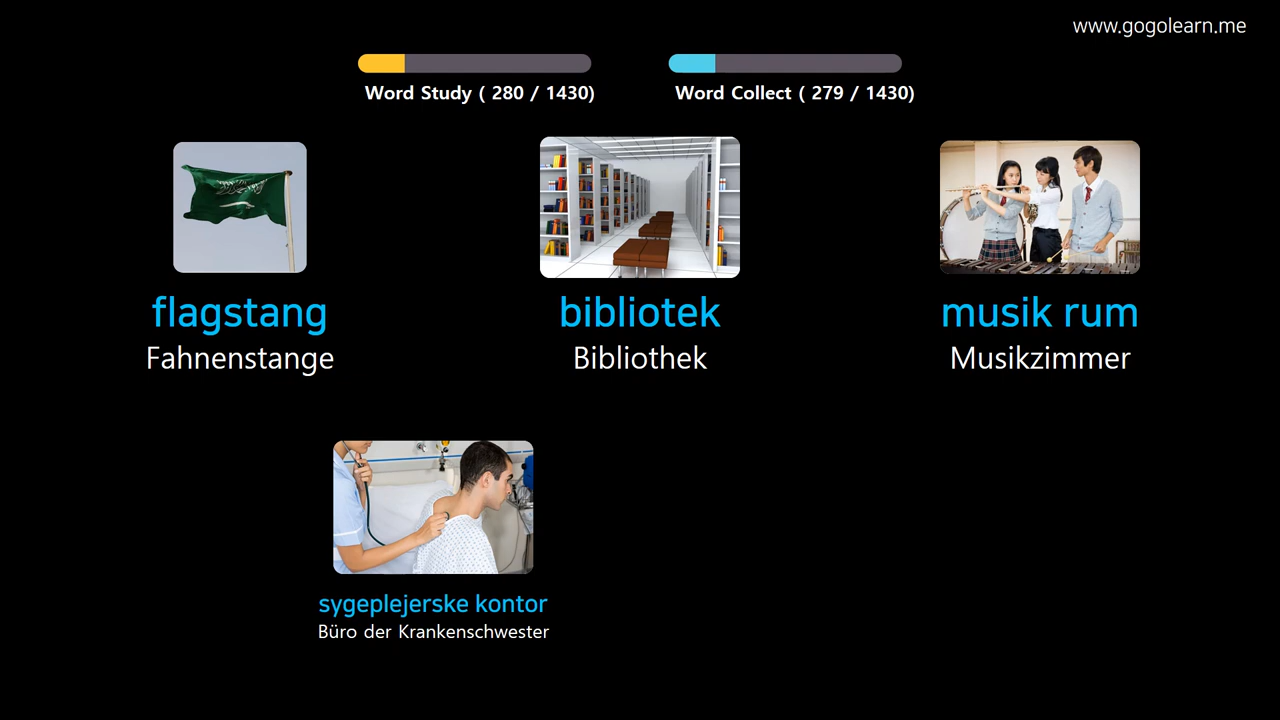 www.gogolearn.me
Word Study ( 280 / 1430)
Word Collect ( 279 / 1430)
flagstang
Fahnenstange
bibliotek
Bibliothek
musik rum
Musikzimmer
sygeplejerske kontor
Büro der Krankenschwester